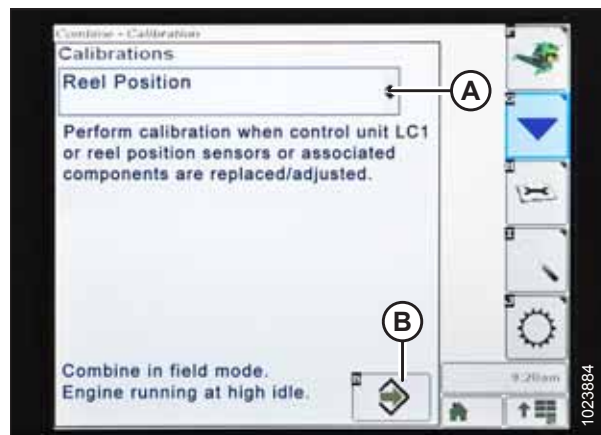 Combine - Calibration
Calibrations
Reel Position
A
Perform calibration when control unit LC1
or reel position sensors or associated
components are replaced/adjusted.
B
Combine in field mode.
Engine running at high idle.
9:20am
1023884